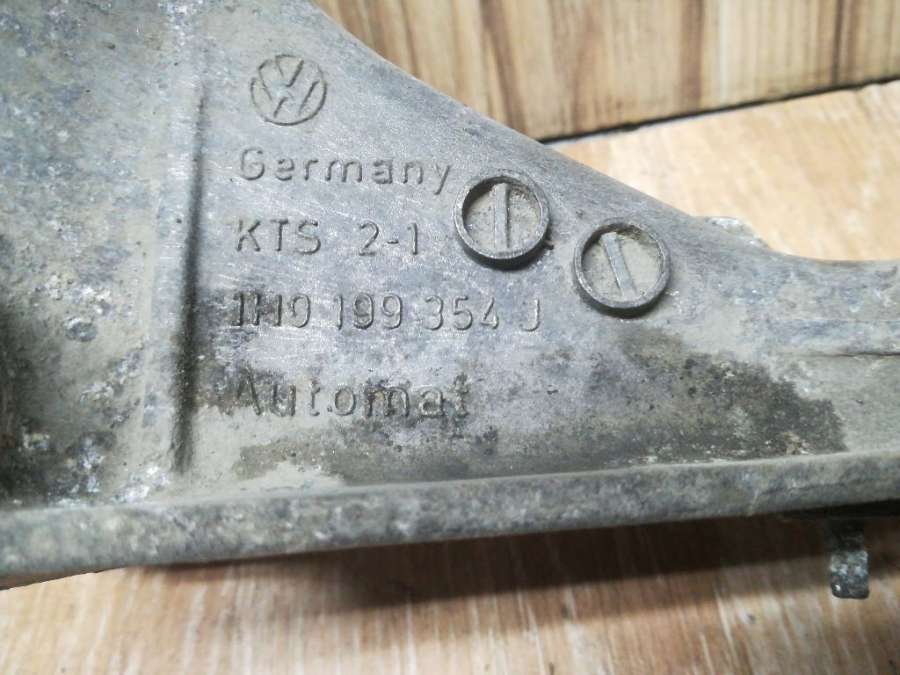 Germany
KTS 2-1
1H0 199 354 J
Automat